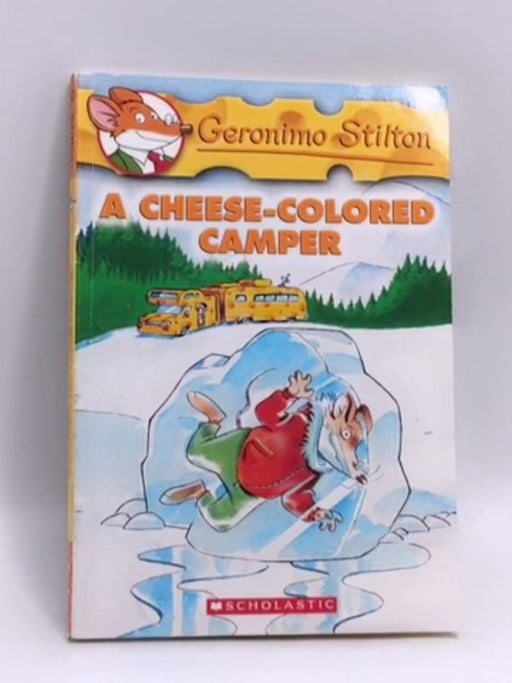 Geronimo Stilton
A CHEESE-COLORED
CAMPER
SCHOLASTIC